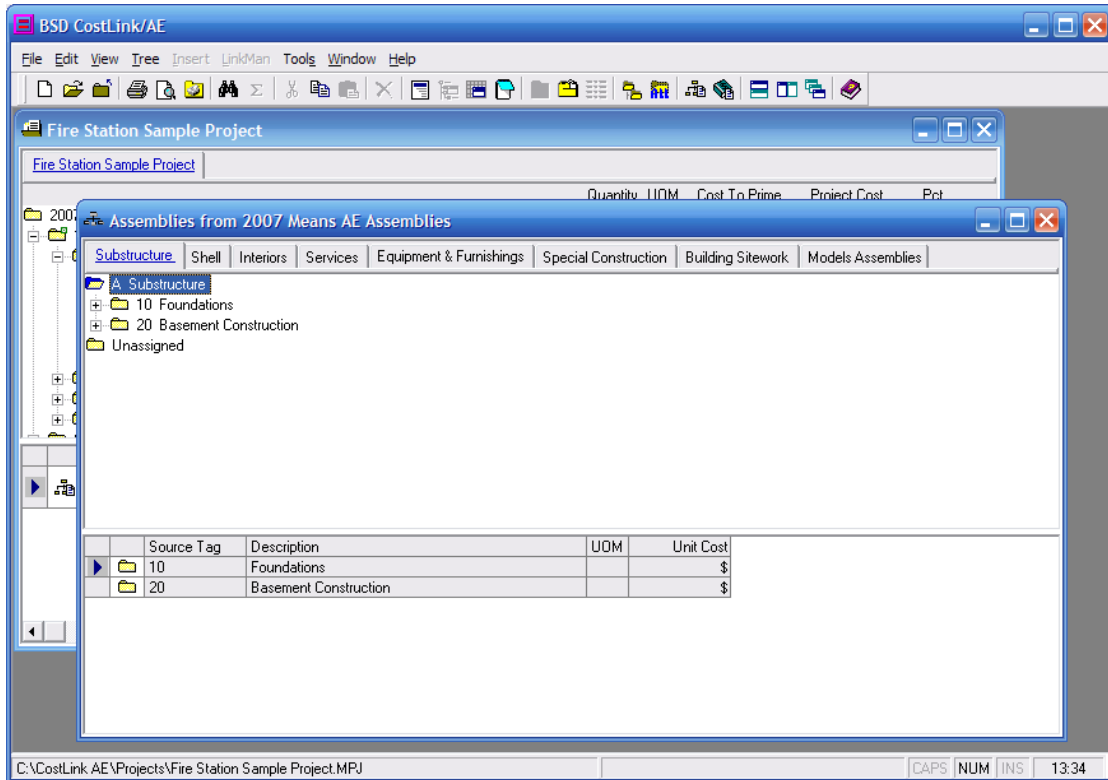 BSD CostLink/AE
File Edit View Tree Insert LinkMan Tools Window Help
Fire Station Sample Project
Fire Station Sample Project
Quantity UOM Cost To Prime Project Cost Pct
2007
Assemblies from 2007 Means AE Assemblies
Substructure Shell Interiors Services Equipment & Furnishings Special Construction Building Sitework Models Assemblies
A Substructure
10 Foundations
20 Basement Construction
Unassigned
Source Tag Description UOM Unit Cost
10 Foundations $
20 Basement Construction $
C:\CostLink AE\Projects\Fire Station Sample Project.MPJ CAPS NUM INS 13:34